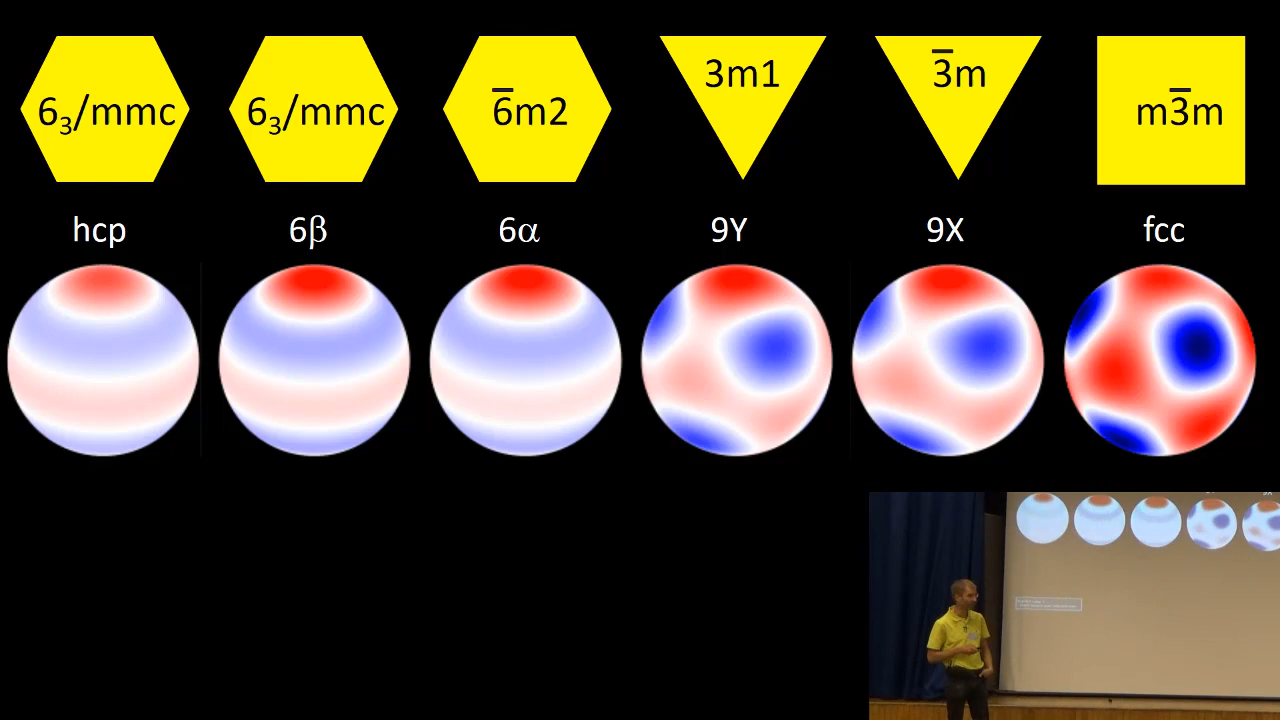 6₃/mmc 6₃/mmc 6̅m2 3m1 3̅m m3̅m
hcp 6β 6α 9Y 9X fcc